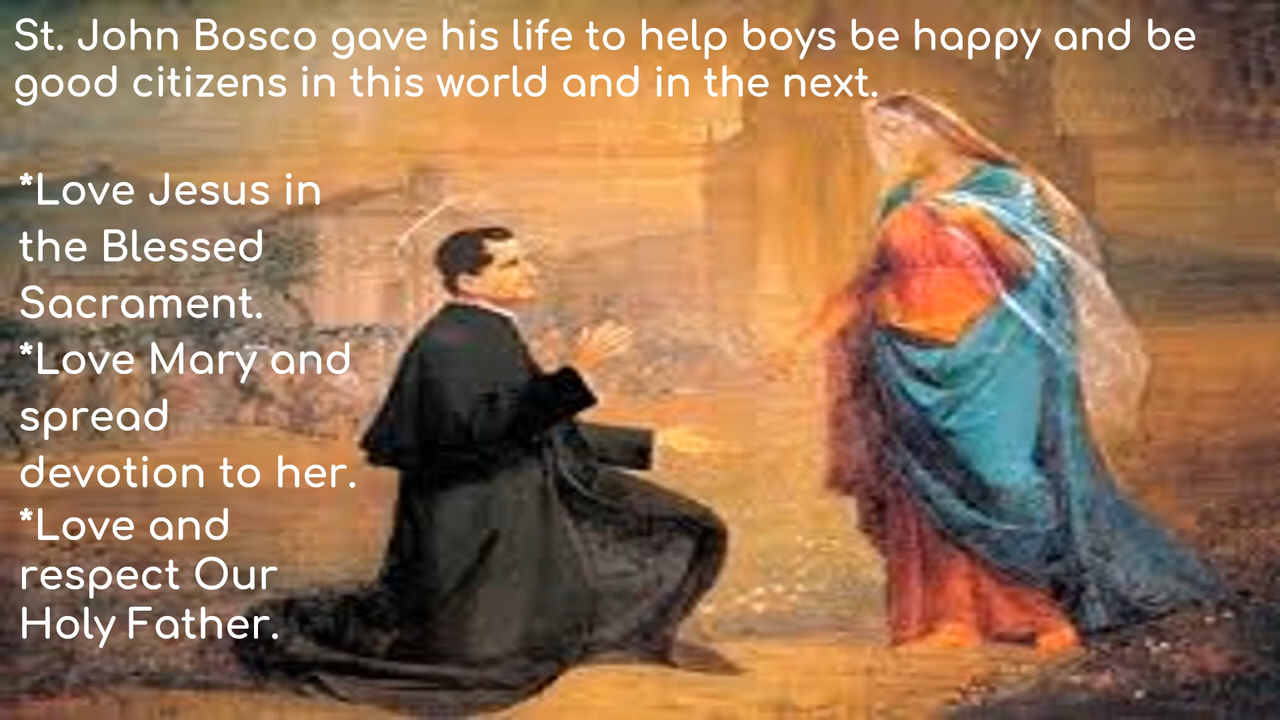 St. John Bosco gave his life to help boys be happy and be
good citizens in this world and in the next.
*Love Jesus in
the Blessed
Sacrament.
*Love Mary and
spread
devotion to her.
*Love and
respect Our
Holy Father.